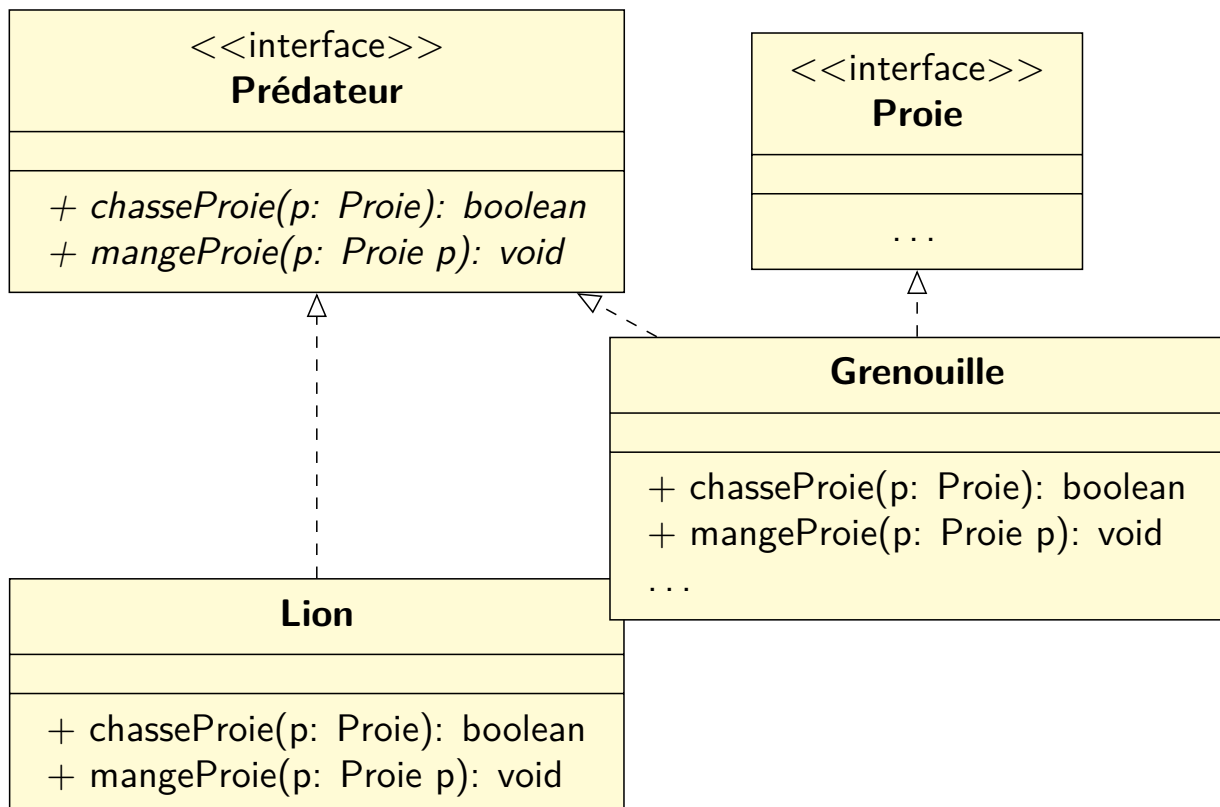 <<interface>>
Prédateur
+ chasseProie(p: Proie): boolean
+ mangeProie(p: Proie p): void
<<interface>>
Proie
. . .
Grenouille
+ chasseProie(p: Proie): boolean
+ mangeProie(p: Proie p): void
. . .
Lion
+ chasseProie(p: Proie): boolean
+ mangeProie(p: Proie p): void